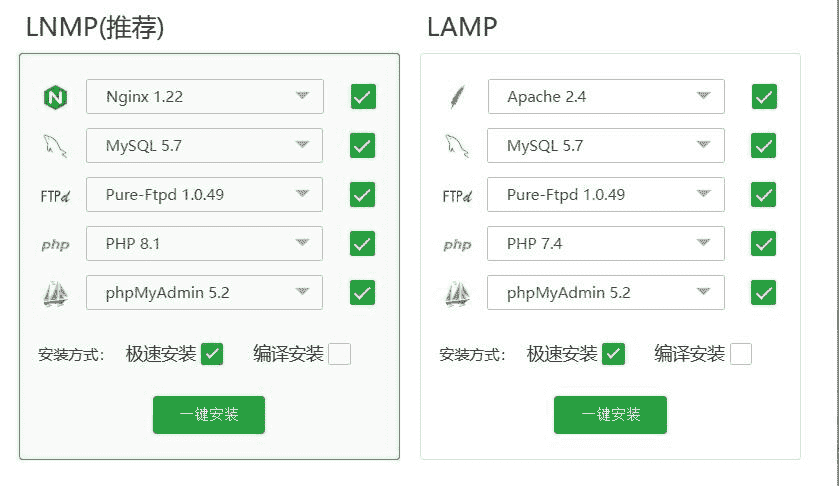 LNMP(推荐)
Nginx 1.22
MySQL 5.7
FTPd Pure-Ftpd 1.0.49
php PHP 8.1
phpMyAdmin 5.2
安装方式： 极速安装 编译安装
一键安装
LAMP
Apache 2.4
MySQL 5.7
FTPd Pure-Ftpd 1.0.49
php PHP 7.4
phpMyAdmin 5.2
安装方式： 极速安装 编译安装
一键安装